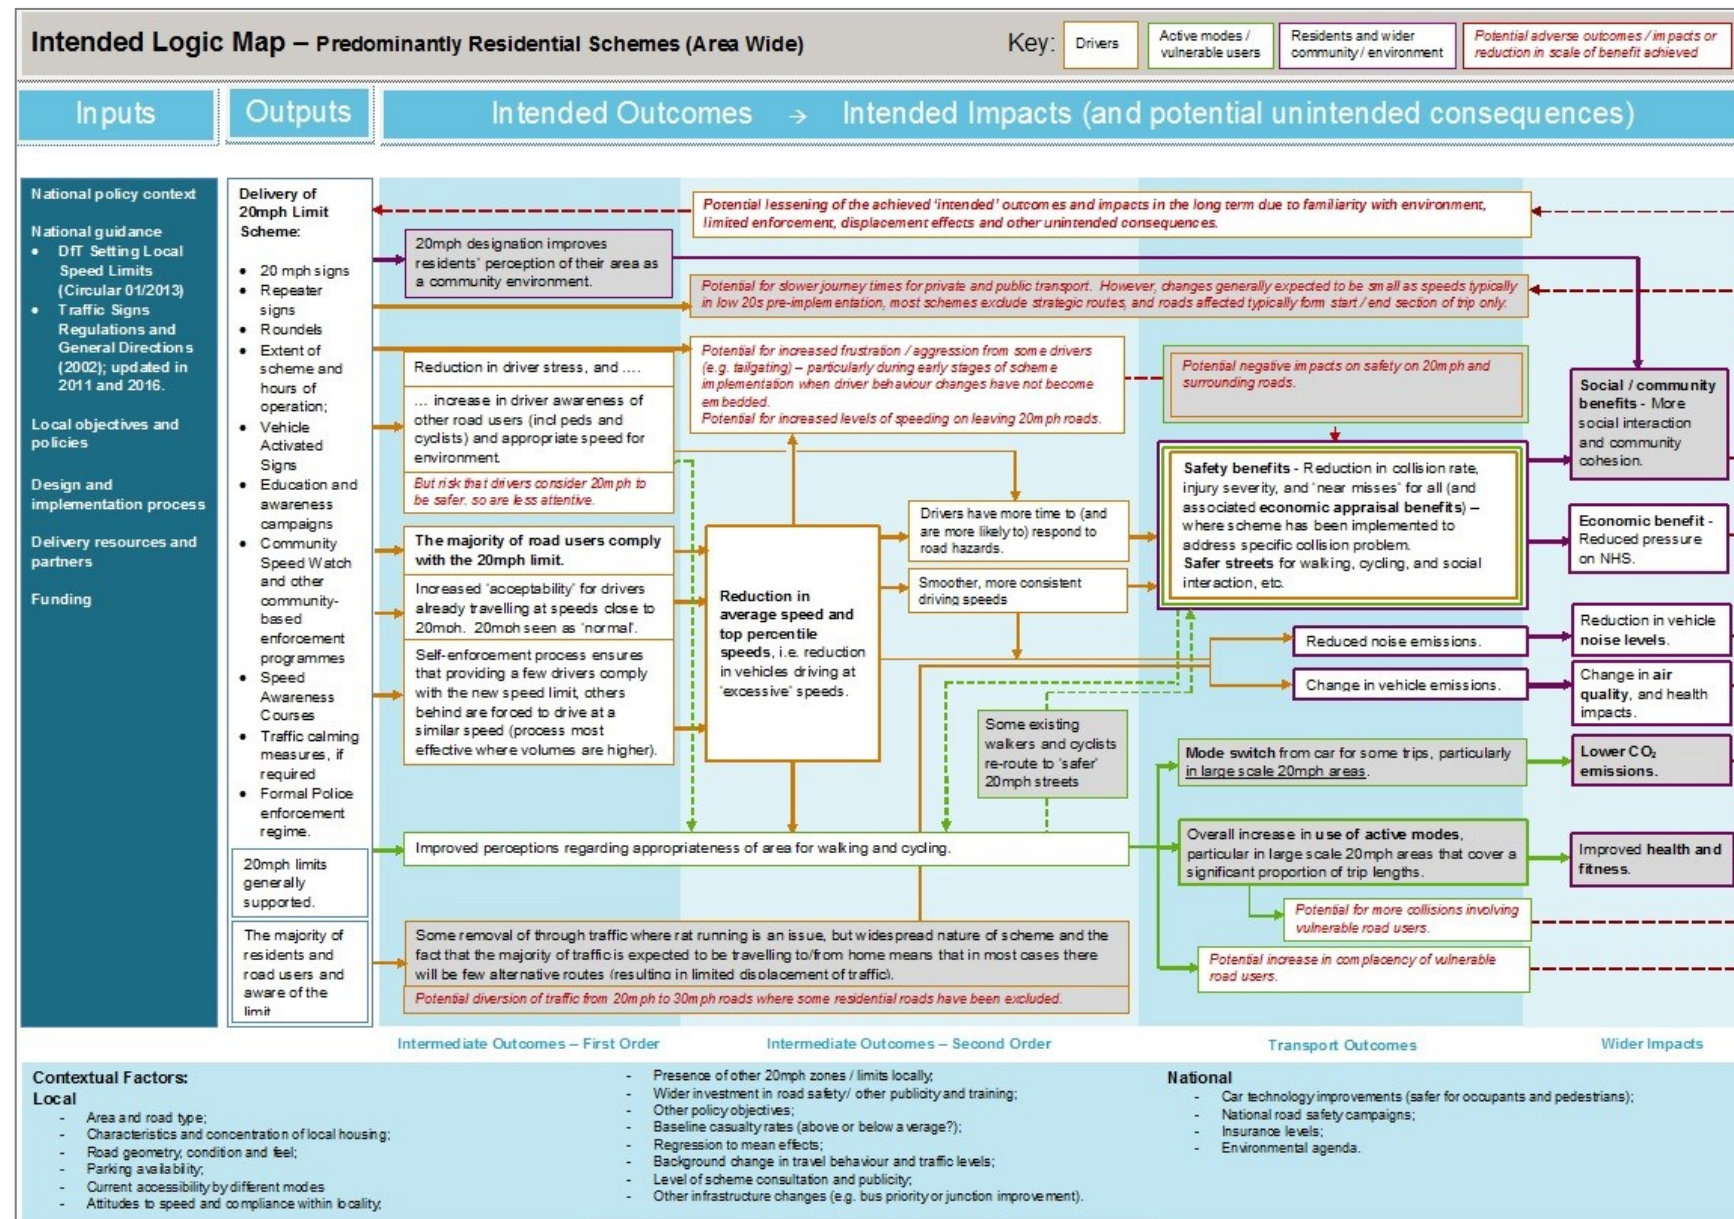 Intended Logic Map – Predominantly Residential Schemes (Area Wide)
Key:
Drivers
Active modes /
vulnerable users
Residents and wider
community / environment
Potential adverse outcomes / impacts or
reduction in scale of benefit achieved
Inputs
Outputs
Intended Outcomes → Intended Impacts (and potential unintended consequences)
National policy context
National guidance
• DfT Setting Local
Speed Limits
(Circular 01/2013)
• Traffic Signs
Regulations and
General Directions
(2002); updated in
2011 and 2016.
Local objectives and
policies
Design and
implementation process
Delivery resources and
partners
Funding
Delivery of
20mph Limit
Scheme:
• 20 mph signs
• Repeater
signs
• Roundels
• Extent of
scheme and
hours of
operation;
• Vehicle
Activated
Signs
• Education and
awareness
campaigns
• Community
Speed Watch
and other
community-
based
enforcement
programmes
• Speed
Awareness
Courses
• Traffic calming
measures, if
required
• Formal Police
enforcement
regime.
20mph limits
generally
supported.
The majority of
residents and
road users and
aware of the
limit
Potential lessening of the achieved 'intended' outcomes and impacts in the long term due to familiarity with environment,
limited enforcement, displacement effects and other unintended consequences.
20mph designation improves
residents' perception of their area as
a community environment.
Potential for slower journey times for private and public transport. However, changes generally expected to be small as speeds typically
in low 20s pre-implementation, most schemes exclude strategic routes, and roads affected typically form start / end section of trip only.
Reduction in driver stress, and ....
... increase in driver awareness of
other road users (incl peds and
cyclists) and appropriate speed for
environment.
But risk that drivers consider 20mph to
be safer, so are less attentive.
Potential for increased frustration / aggression from some drivers
(e.g. tailgating) – particularly during early stages of scheme
implementation when driver behaviour changes have not become
embedded.
Potential for increased levels of speeding on leaving 20mph roads.
Potential negative impacts on safety on 20mph and
surrounding roads.
Social / community
benefits - More
social interaction
and community
cohesion.
The majority of road users comply
with the 20mph limit.
Increased 'acceptability' for drivers
already travelling at speeds close to
20mph. 20mph seen as 'normal'.
Self-enforcement process ensures
that providing a few drivers comply
with the new speed limit, others
behind are forced to drive at a
similar speed (process most
effective where volumes are higher).
Reduction in
average speed and
top percentile
speeds, i.e. reduction
in vehicles driving at
'excessive' speeds.
Drivers have more time to (and
are more likely to) respond to
road hazards.
Smoother, more consistent
driving speeds
Safety benefits - Reduction in collision rate,
injury severity, and 'near misses' for all (and
associated economic appraisal benefits) –
where scheme has been implemented to
address specific collision problem.
Safer streets for walking, cycling, and social
interaction, etc.
Economic benefit -
Reduced pressure
on NHS.
Reduced noise emissions.
Reduction in vehicle
noise levels.
Change in vehicle emissions.
Change in air
quality, and health
impacts.
Some existing
walkers and cyclists
re-route to 'safer'
20mph streets
Mode switch from car for some trips, particularly
in large scale 20mph areas.
Lower CO₂
emissions.
Improved perceptions regarding appropriateness of area for walking and cycling.
Overall increase in use of active modes,
particular in large scale 20mph areas that cover a
significant proportion of trip lengths.
Improved health and
fitness.
Potential for more collisions involving
vulnerable road users.
Potential increase in complacency of vulnerable
road users.
Some removal of through traffic where rat running is an issue, but widespread nature of scheme and the
fact that the majority of traffic is expected to be travelling to/from home means that in most cases there
will be few alternative routes (resulting in limited displacement of traffic).
Potential diversion of traffic from 20mph to 30mph roads where some residential roads have been excluded.
Intermediate Outcomes – First Order
Intermediate Outcomes – Second Order
Transport Outcomes
Wider Impacts
Contextual Factors:
Local
- Area and road type;
- Characteristics and concentration of local housing;
- Road geometry, condition and feel;
- Parking availability;
- Current accessibility by different modes
- Attitudes to speed and compliance within locality;
- Presence of other 20mph zones / limits locally;
- Wider investment in road safety/ other publicity and training;
- Other policy objectives;
- Baseline casualty rates (above or below average?);
- Regression to mean effects;
- Background change in travel behaviour and traffic levels;
- Level of scheme consultation and publicity;
- Other infrastructure changes (e.g. bus priority or junction improvement).
National
- Car technology improvements (safer for occupants and pedestrians);
- National road safety campaigns;
- Insurance levels;
- Environmental agenda.